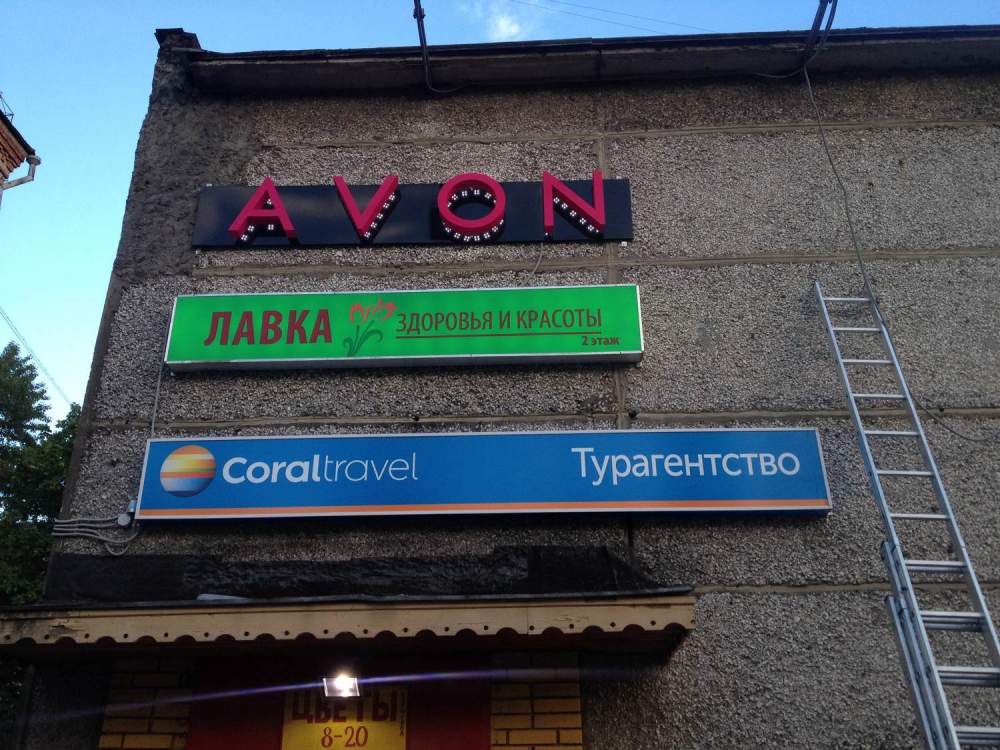 AVON
ЛАВКА
ЗДОРОВЬЯ И КРАСОТЫ
2 этаж
Coraltravel
Турагентство
ЦВЕТЫ
8-20